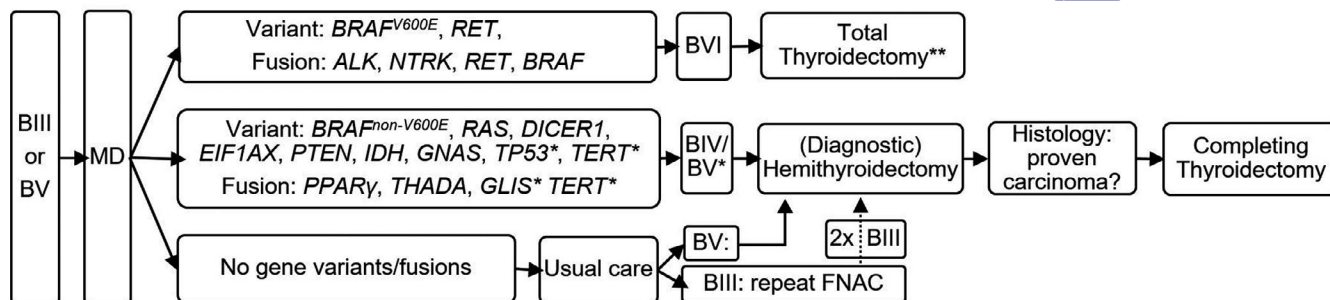 BIII
or
BV
MD
Variant: BRAFV600E, RET,
Fusion: ALK, NTRK, RET, BRAF
BVI
Total
Thyroidectomy**
Variant: BRAFnon-V600E, RAS, DICER1,
EIF1AX, PTEN, IDH, GNAS, TP53*, TERT*
Fusion: PPARγ, THADA, GLIS* TERT*
BIV/
BV*
(Diagnostic)
Hemithyroidectomy
Histology:
proven
carcinoma?
Completing
Thyroidectomy
No gene variants/fusions
Usual care
BV:
2x BIII
BIII: repeat FNAC